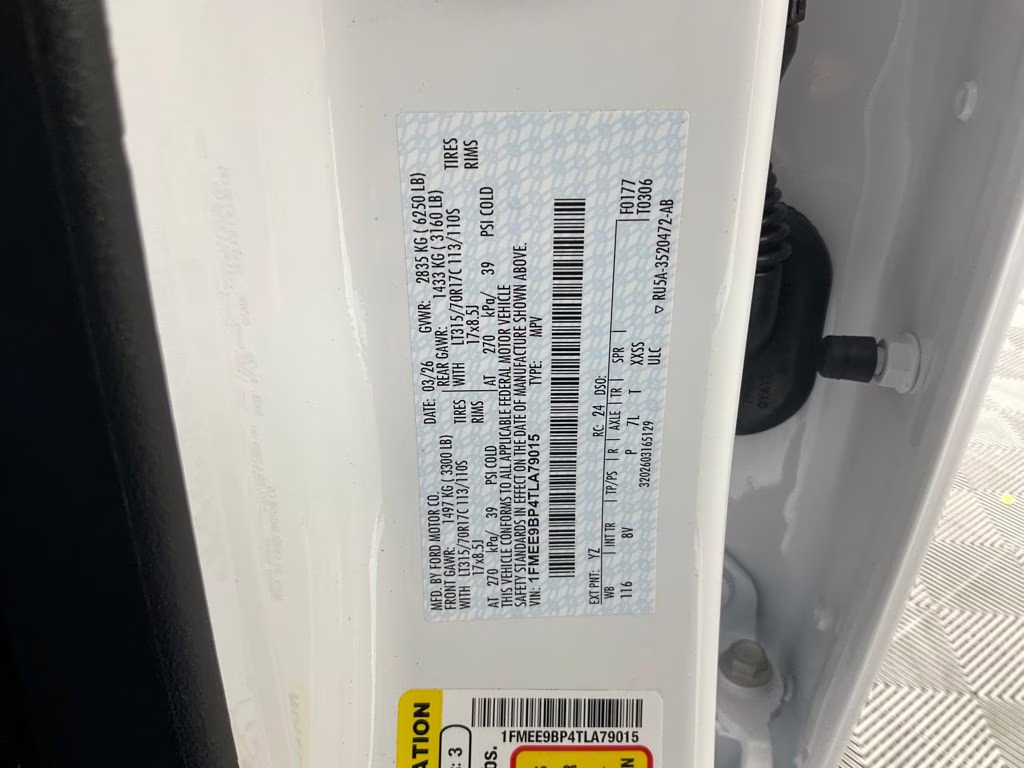 MFD. BY FORD MOTOR CO.
DATE: 03/26 GVWR: 2835 KG ( 6250 LB)
FRONT GAWR: 1497 KG ( 3300 LB)
REAR GAWR: 1433 KG ( 3160 LB)
WITH LT315/70R17C 113/110S TIRES
WITH LT315/70R17C 113/110S TIRES
17x8.5J RIMS
17x8.5J RIMS
AT 270 kPa/ 39 PSI COLD
AT 270 kPa/ 39 PSI COLD
THIS VEHICLE CONFORMS TO ALL APPLICABLE FEDERAL MOTOR VEHICLE
SAFETY STANDARDS IN EFFECT ON THE DATE OF MANUFACTURE SHOWN ABOVE.
VIN: 1FMEE9BP4TLA79015 TYPE: MPV
F0177
T0306
EXT PNT: YZ RC: 24 DSO:
WB INT TR TP/PS R AXLE TR SPR
116 8V P 7L T XXSS
3202603165129 ULC
▽ RU5A-3520472-AB
ATION
: 3
OS.
1FMEE9BP4TLA79015